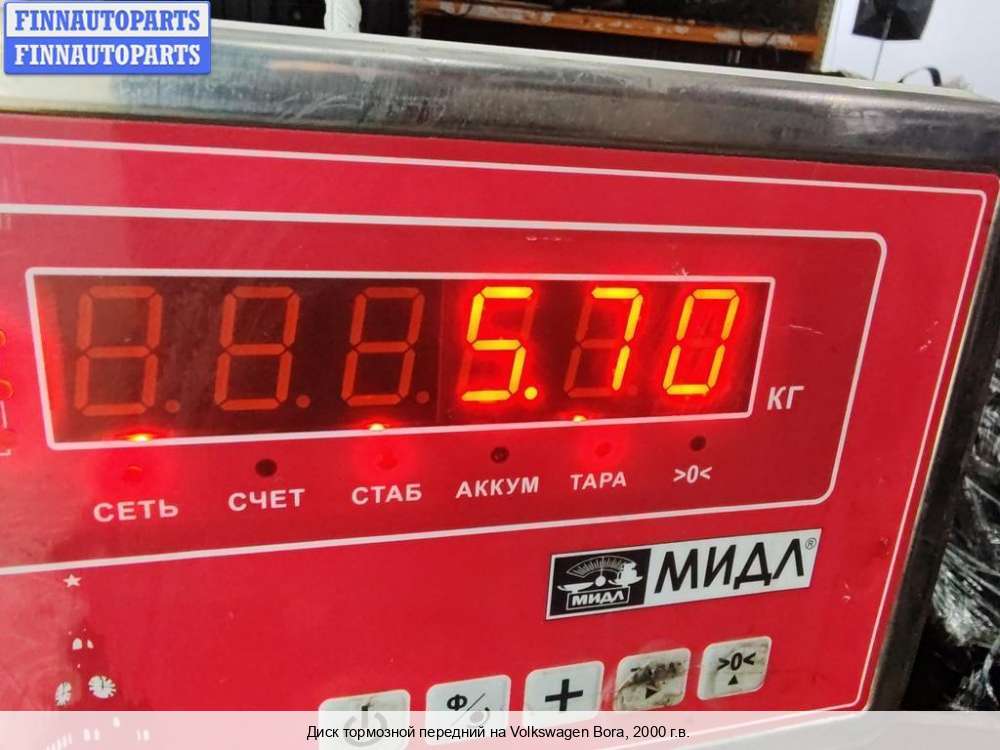 FINNAUTOPARTS
FINNAUTOPARTS
5.70
КГ
СЕТЬ СЧЕТ СТАБ АККУМ ТАРА >0<
МИДЛ МИДЛ®
Ф + ТАРА >0<
Диск тормозной передний на Volkswagen Bora, 2000 г.в.